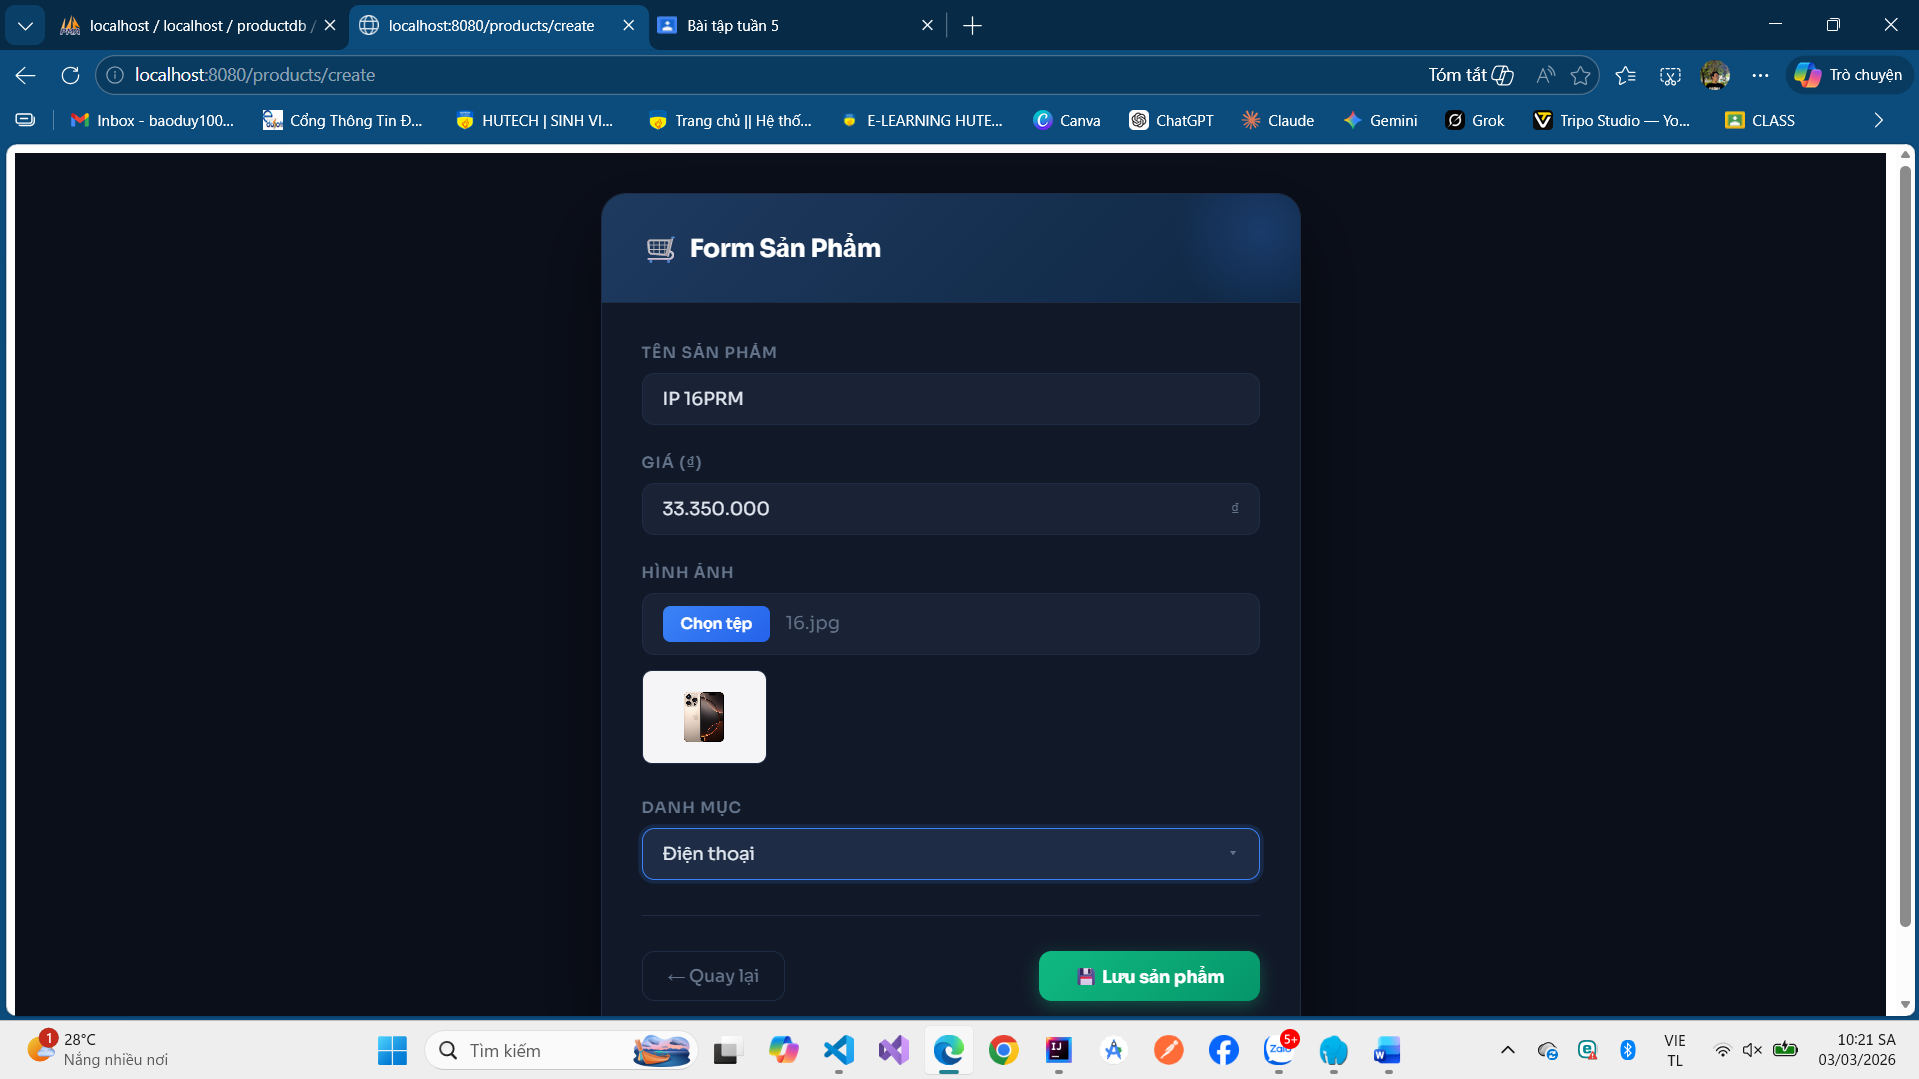 localhost / localhost / productdb /
localhost:8080/products/create
Bài tập tuần 5
localhost:8080/products/create
Tóm tắt
Trò chuyện
Inbox - baoduy100...
Cổng Thông Tin Đ...
HUTECH | SINH VI...
Trang chủ || Hệ thố...
E-LEARNING HUTE...
Canva
ChatGPT
Claude
Gemini
Grok
Tripo Studio — Yo...
CLASS
🛒 Form Sản Phẩm
TÊN SẢN PHẨM
IP 16PRM
GIÁ (₫)
33.350.000
₫
HÌNH ẢNH
Chọn tệp 16.jpg
DANH MỤC
Điện thoại
← Quay lại
💾 Lưu sản phẩm
1
28°C
Nắng nhiều nơi
Tìm kiếm
Zalo
5+
VIE
TL
10:21 SA
03/03/2026